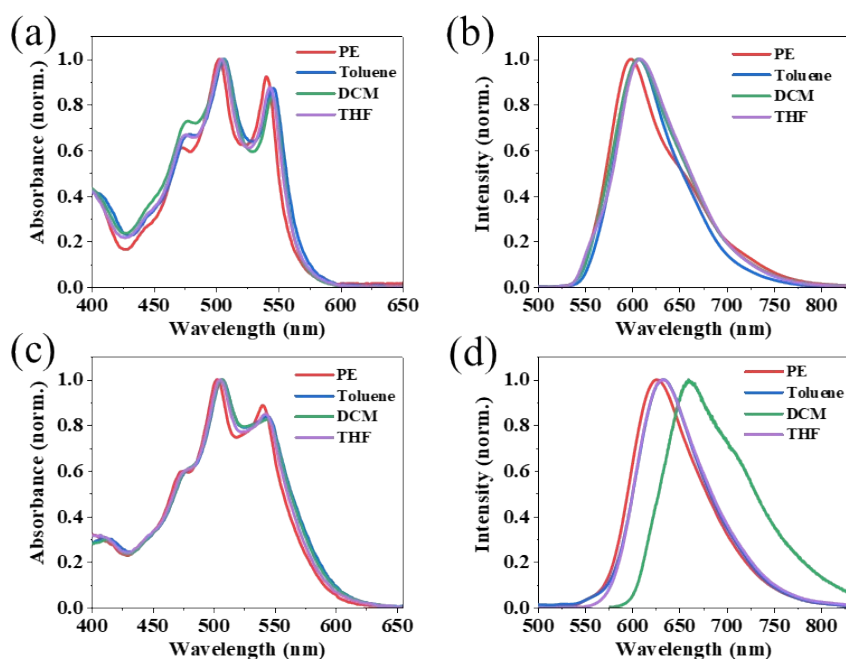 (a)
Absorbance (norm.)
1.0
0.8
0.6
0.4
0.2
0.0
400 450 500 550 600 650
Wavelength (nm)
PE
Toluene
DCM
THF
(b)
Intensity (norm.)
1.0
0.8
0.6
0.4
0.2
0.0
500 550 600 650 700 750 800
Wavelength (nm)
PE
Toluene
DCM
THF
(c)
Absorbance (norm.)
1.0
0.8
0.6
0.4
0.2
0.0
400 450 500 550 600 650
Wavelength (nm)
PE
Toluene
DCM
THF
(d)
Intensity (norm.)
1.0
0.8
0.6
0.4
0.2
0.0
500 550 600 650 700 750 800
Wavelength (nm)
PE
Toluene
DCM
THF